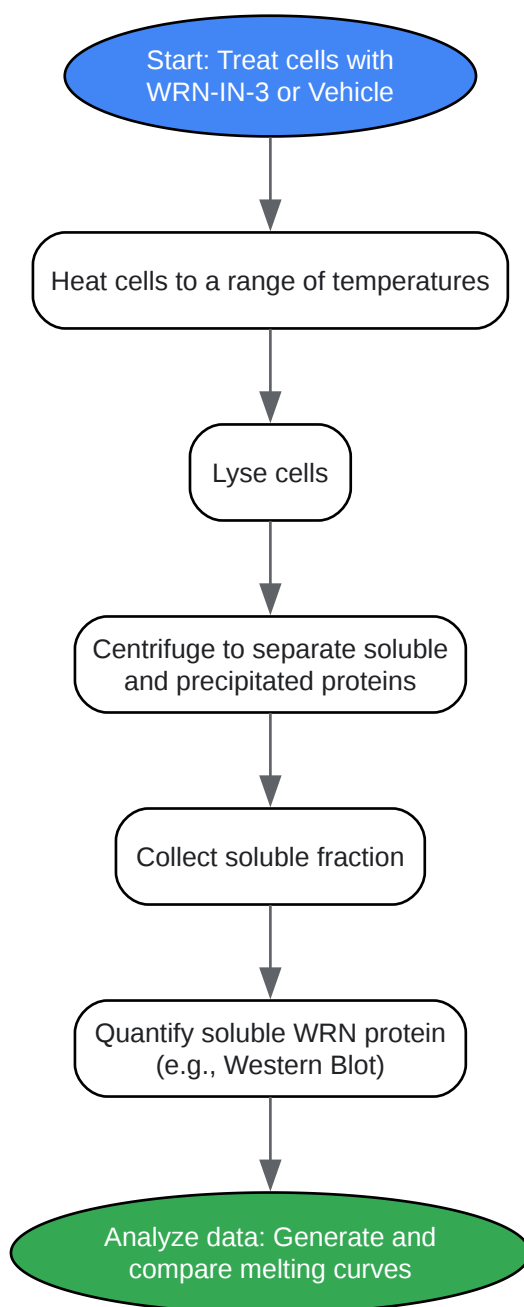 Start: Treat cells with
WRN-IN-3 or Vehicle
Heat cells to a range of temperatures
Lyse cells
Centrifuge to separate soluble
and precipitated proteins
Collect soluble fraction
Quantify soluble WRN protein
(e.g., Western Blot)
Analyze data: Generate and
compare melting curves